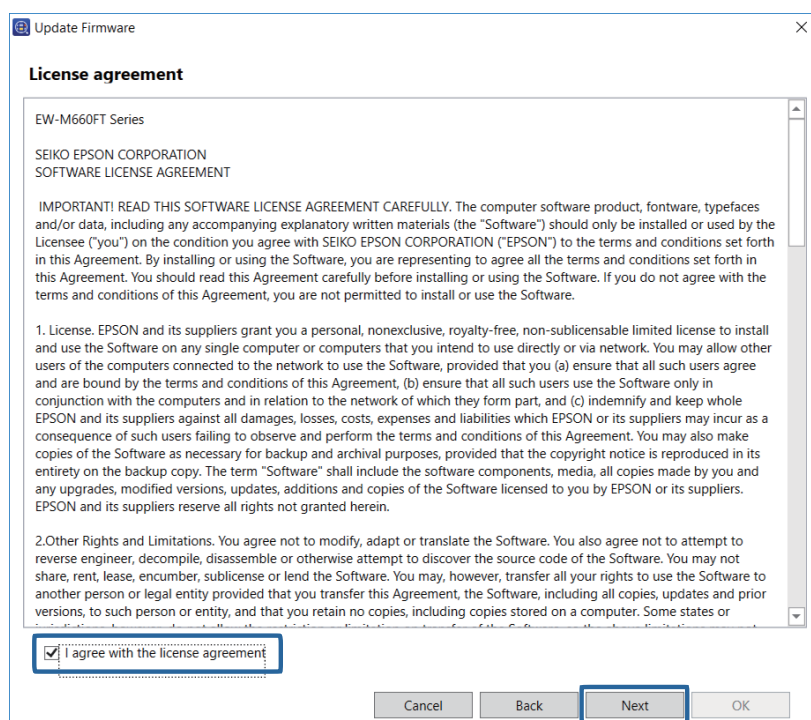 Update Firmware
License agreement
EW-M660FT Series
SEIKO EPSON CORPORATION
SOFTWARE LICENSE AGREEMENT
IMPORTANT! READ THIS SOFTWARE LICENSE AGREEMENT CAREFULLY. The computer software product, fontware, typefaces
and/or data, including any accompanying explanatory written materials (the "Software") should only be installed or used by the
Licensee ("you") on the condition you agree with SEIKO EPSON CORPORATION ("EPSON") to the terms and conditions set forth
in this Agreement. By installing or using the Software, you are representing to agree all the terms and conditions set forth in
this Agreement. You should read this Agreement carefully before installing or using the Software. If you do not agree with the
terms and conditions of this Agreement, you are not permitted to install or use the Software.
1. License. EPSON and its suppliers grant you a personal, nonexclusive, royalty-free, non-sublicensable limited license to install
and use the Software on any single computer or computers that you intend to use directly or via network. You may allow other
users of the computers connected to the network to use the Software, provided that you (a) ensure that all such users agree
and are bound by the terms and conditions of this Agreement, (b) ensure that all such users use the Software only in
conjunction with the computers and in relation to the network of which they form part, and (c) indemnify and keep whole
EPSON and its suppliers against all damages, losses, costs, expenses and liabilities which EPSON or its suppliers may incur as a
consequence of such users failing to observe and perform the terms and conditions of this Agreement. You may also make
copies of the Software as necessary for backup and archival purposes, provided that the copyright notice is reproduced in its
entirety on the backup copy. The term "Software" shall include the software components, media, all copies made by you and
any upgrades, modified versions, updates, additions and copies of the Software licensed to you by EPSON or its suppliers.
EPSON and its suppliers reserve all rights not granted herein.
2.Other Rights and Limitations. You agree not to modify, adapt or translate the Software. You also agree not to attempt to
reverse engineer, decompile, disassemble or otherwise attempt to discover the source code of the Software. You may not
share, rent, lease, encumber, sublicense or lend the Software. You may, however, transfer all your rights to use the Software to
another person or legal entity provided that you transfer this Agreement, the Software, including all copies, updates and prior
versions, to such person or entity, and that you retain no copies, including copies stored on a computer. Some states or
I agree with the license agreement
Cancel Back Next OK